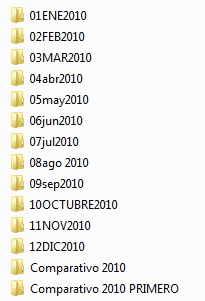 01ENE2010
02FEB2010
03MAR2010
04abr2010
05may2010
06jun2010
07jul2010
08ago 2010
09sep2010
10OCTUBRE2010
11NOV2010
12DIC2010
Comparativo 2010
Comparativo 2010 PRIMERO